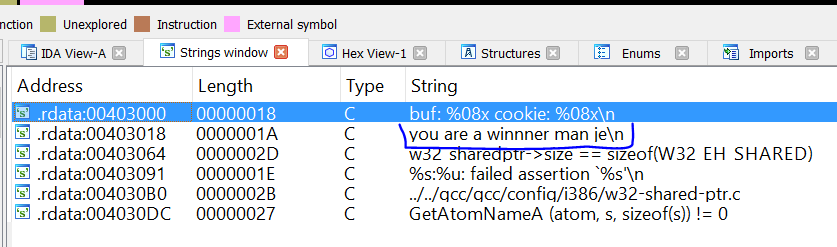 nction Unexplored Instruction External symbol
IDA View-A Strings window Hex View-1 Structures Enums Imports
Address Length Type String
.rdata:00403000 00000018 C buf: %08x cookie: %08x\n
.rdata:00403018 0000001A C you are a winnner man je\n
.rdata:00403064 0000002D C w32_sharedptr->size == sizeof(W32_EH_SHARED)
.rdata:00403091 0000001E C %s:%u: failed assertion `%s'\n
.rdata:004030B0 0000002B C ../../gcc/gcc/config/i386/w32-shared-ptr.c
.rdata:004030DC 00000027 C GetAtomNameA (atom, s, sizeof(s)) != 0